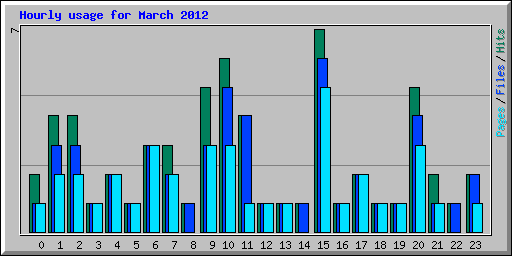 Hourly usage for March 2012
7
Pages/Files/Hits
0 1 2 3 4 5 6 7 8 9 10 11 12 13 14 15 16 17 18 19 20 21 22 23